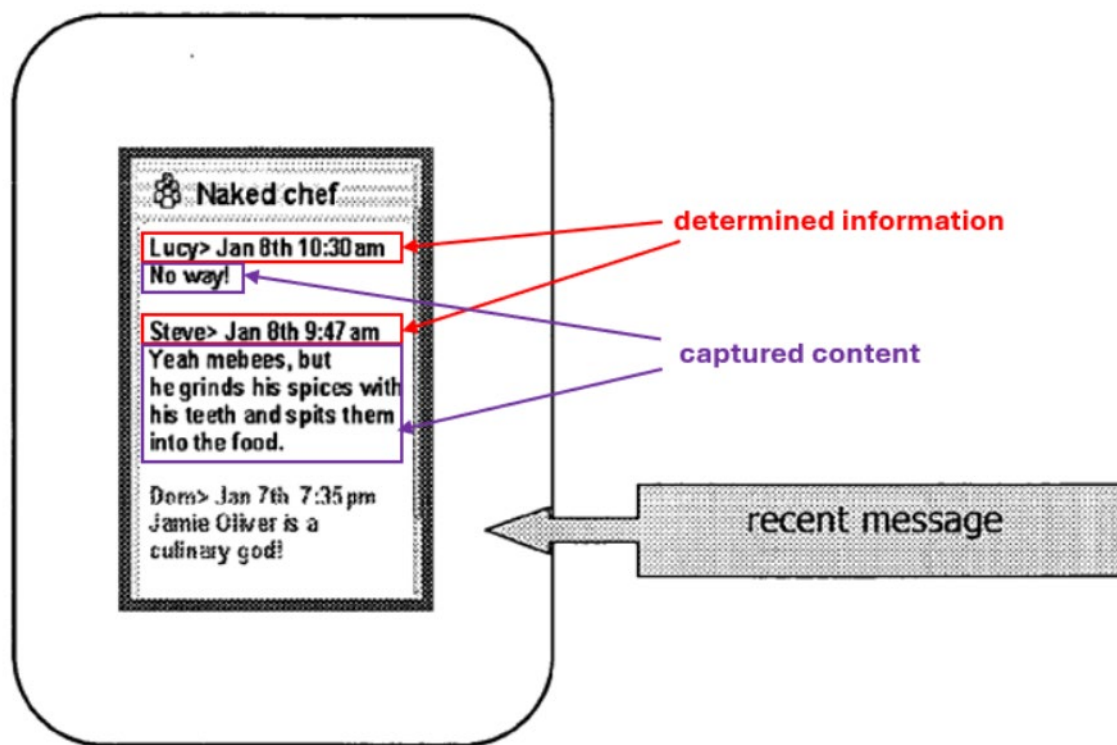 Naked chef
Lucy> Jan 8th 10:30 am
No way!
Steve> Jan 8th 9:47 am
Yeah mebees, but
he grinds his spices with
his teeth and spits them
into the food.
Dom> Jan 7th 7:35 pm
Jamie Oliver is a
culinary god!
determined information
captured content
recent message